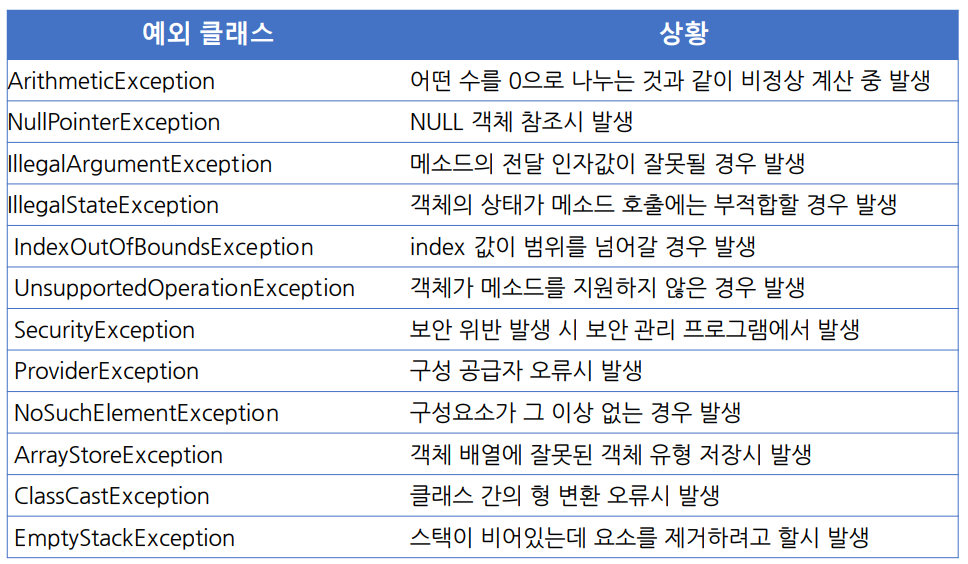 예외 클래스 상황
ArithmeticException 어떤 수를 0으로 나누는 것과 같이 비정상 계산 중 발생
NullPointerException NULL 객체 참조시 발생
IllegalArgumentException 메소드의 전달 인자값이 잘못될 경우 발생
IllegalStateException 객체의 상태가 메소드 호출에는 부적합할 경우 발생
IndexOutOfBoundsException index 값이 범위를 넘어갈 경우 발생
UnsupportedOperationException 객체가 메소드를 지원하지 않은 경우 발생
SecurityException 보안 위반 발생 시 보안 관리 프로그램에서 발생
ProviderException 구성 공급자 오류시 발생
NoSuchElementException 구성요소가 그 이상 없는 경우 발생
ArrayStoreException 객체 배열에 잘못된 객체 유형 저장시 발생
ClassCastException 클래스 간의 형 변환 오류시 발생
EmptyStackException 스택이 비어있는데 요소를 제거하려고 할시 발생